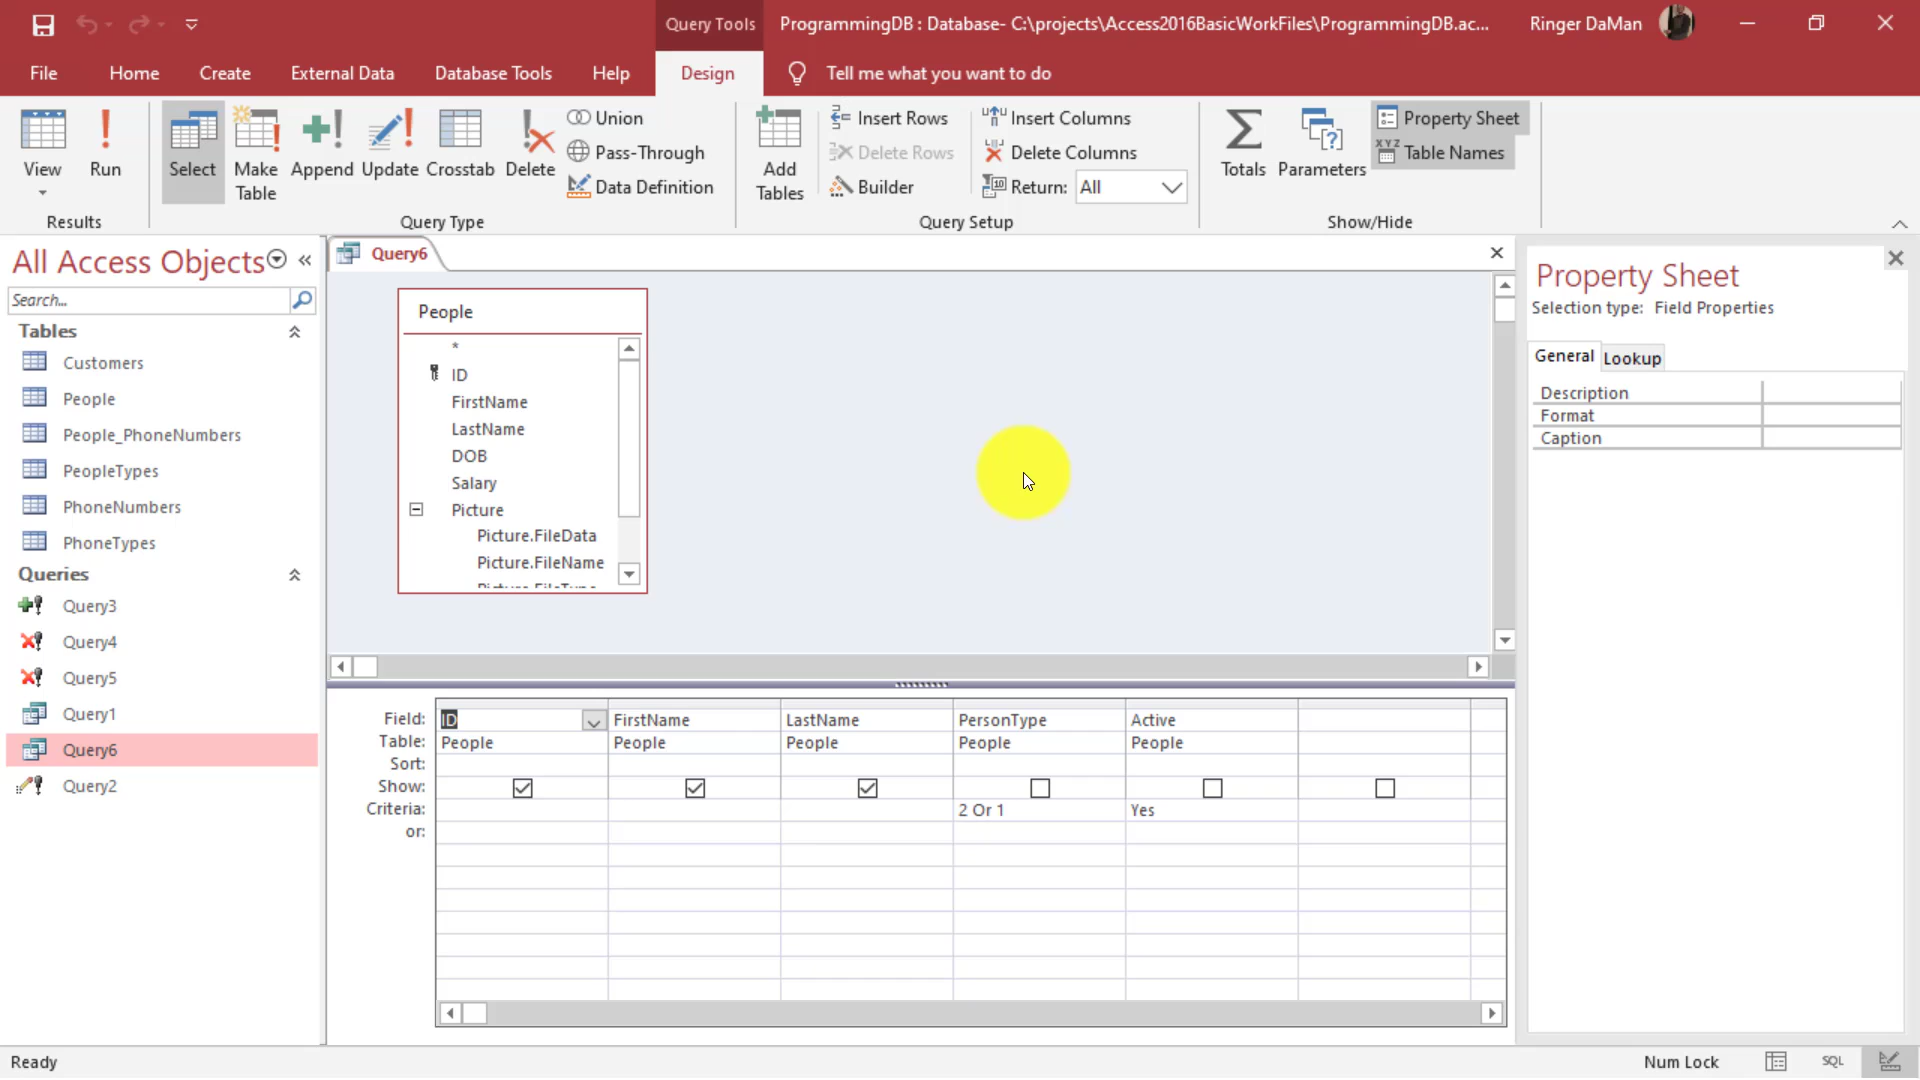 Query Tools
ProgrammingDB : Database- C:\projects\Access2016BasicWorkFiles\ProgrammingDB.ac...
Ringer DaMan
File
Home
Create
External Data
Database Tools
Help
Design
Tell me what you want to do
View
Run
Select
Make Table
Append
Update
Crosstab
Delete
Union
Pass-Through
Data Definition
Add Tables
Insert Rows
Delete Rows
Builder
Insert Columns
Delete Columns
Return: All
Totals
Parameters
Property Sheet
XYZ Table Names
Results
Query Type
Query Setup
Show/Hide
All Access Objects
Search...
Tables
Customers
People
People_PhoneNumbers
PeopleTypes
PhoneNumbers
PhoneTypes
Queries
Query3
Query4
Query5
Query1
Query6
Query2
Query6
People
*
ID
FirstName
LastName
DOB
Salary
Picture
Picture.FileData
Picture.FileName
Field: ID FirstName LastName PersonType Active
Table: People People People People People
Sort:
Show:
Criteria: 2 Or 1 Yes
or:
Property Sheet
Selection type: Field Properties
General Lookup
Description
Format
Caption
Ready
Num Lock
SQL